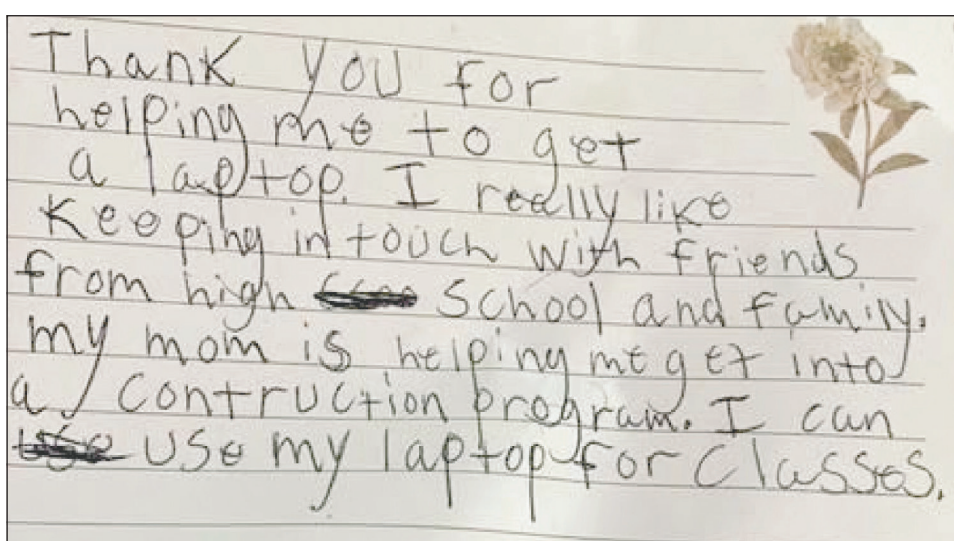 Thank you for
helping me to get
a laptop. I really like
Keeping in touch with friends
from high School and family.
my mom is helping me get into
a contruction program. I can
use my laptop for Classes.